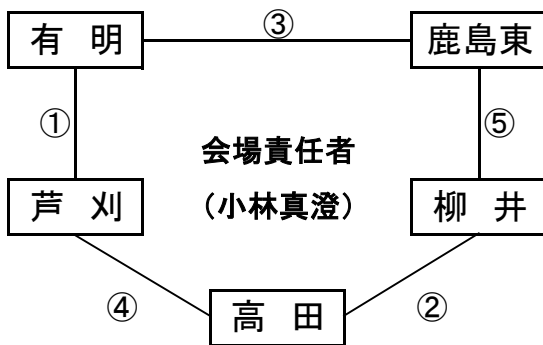 ③
有 明
鹿島東
①
⑤
会場責任者
（小林真澄）
芦 刈
柳 井
④
②
高 田